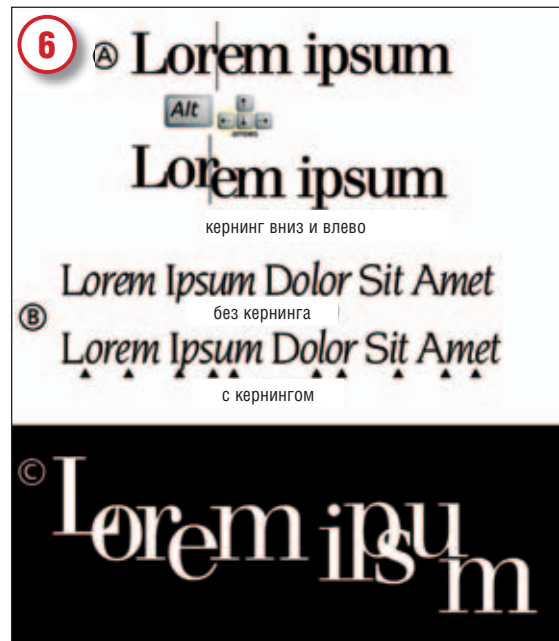 6
A Lorem ipsum
Alt
Lorem ipsum
кернинг вниз и влево
Lorem Ipsum Dolor Sit Amet
B
без кернинга
Lorem Ipsum Dolor Sit Amet
с кернингом
C Lorem ipsum